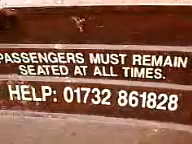 PASSENGERS MUST REMAIN
SEATED AT ALL TIMES.
HELP: 01732 861828